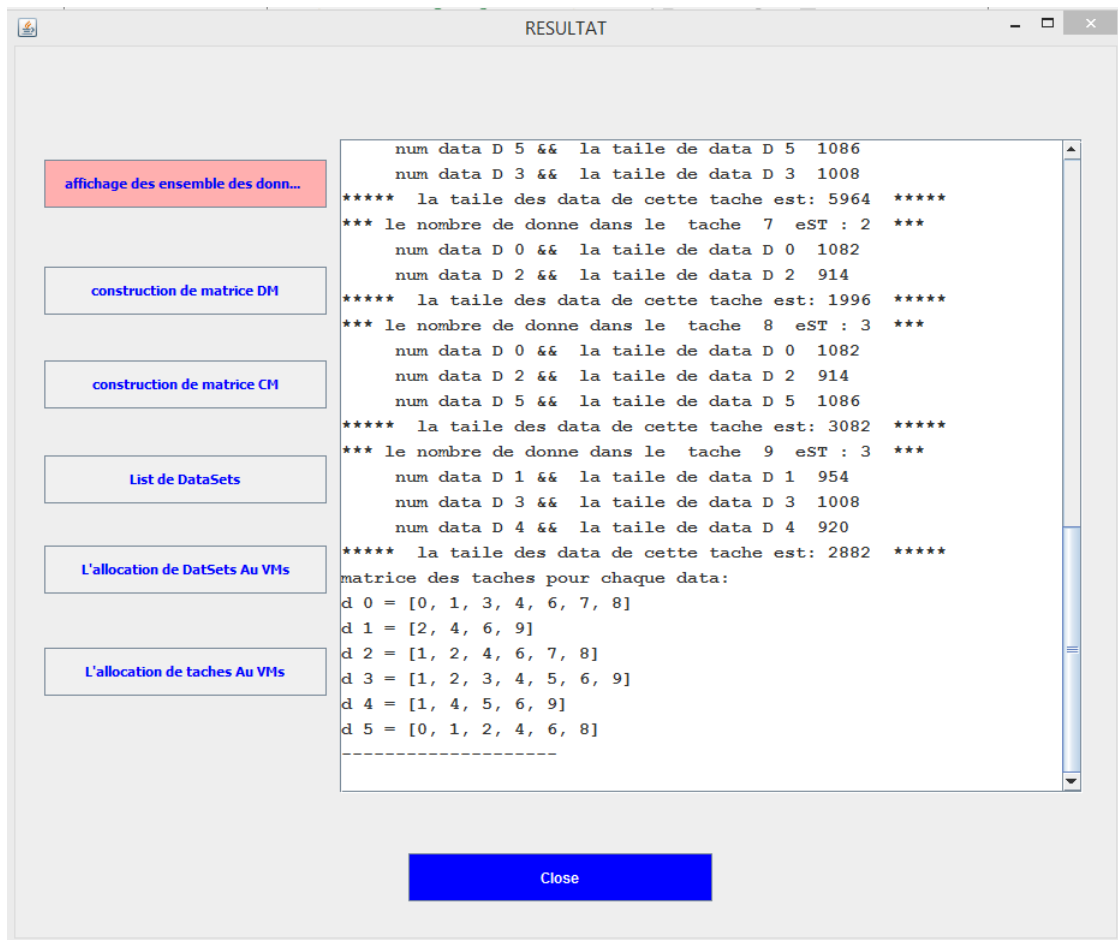 RESULTAT
affichage des ensemble des donn...
construction de matrice DM
construction de matrice CM
List de DataSets
L'allocation de DatSets Au VMs
L'allocation de taches Au VMs
num data D 5 && la taile de data D 5 1086
num data D 3 && la taile de data D 3 1008
***** la taile des data de cette tache est: 5964 *****
*** le nombre de donne dans le tache 7 eST : 2 ***
num data D 0 && la taile de data D 0 1082
num data D 2 && la taile de data D 2 914
***** la taile des data de cette tache est: 1996 *****
*** le nombre de donne dans le tache 8 eST : 3 ***
num data D 0 && la taile de data D 0 1082
num data D 2 && la taile de data D 2 914
num data D 5 && la taile de data D 5 1086
***** la taile des data de cette tache est: 3082 *****
*** le nombre de donne dans le tache 9 eST : 3 ***
num data D 1 && la taile de data D 1 954
num data D 3 && la taile de data D 3 1008
num data D 4 && la taile de data D 4 920
***** la taile des data de cette tache est: 2882 *****
matrice des taches pour chaque data:
d 0 = [0, 1, 3, 4, 6, 7, 8]
d 1 = [2, 4, 6, 9]
d 2 = [1, 2, 4, 6, 7, 8]
d 3 = [1, 2, 3, 4, 5, 6, 9]
d 4 = [1, 4, 5, 6, 9]
d 5 = [0, 1, 2, 4, 6, 8]
--------------------
Close